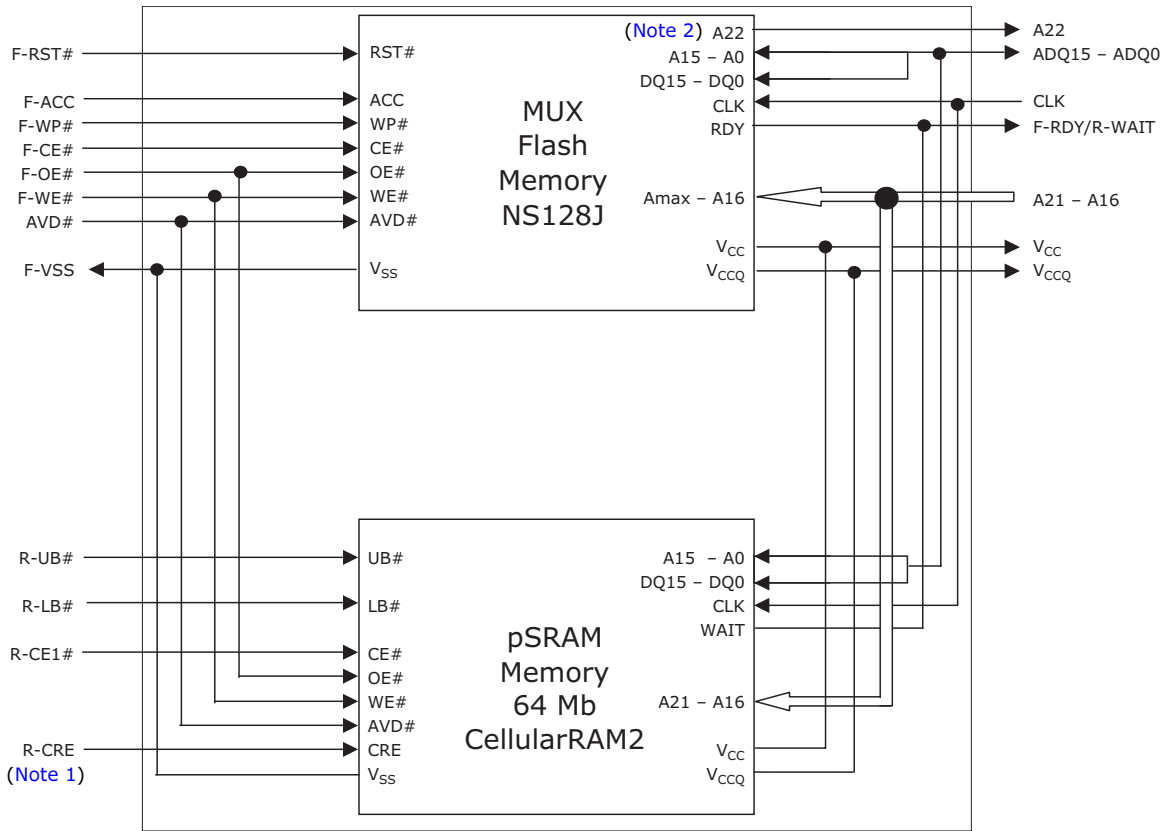 F-RST#
F-ACC
F-WP#
F-CE#
F-OE#
F-WE#
AVD#
F-VSS
RST#
ACC
WP#
CE#
OE#
WE#
AVD#
VSS
MUX
Flash
Memory
NS128J
(Note 2) A22
A15 – A0
DQ15 – DQ0
CLK
RDY
Amax – A16
VCC
VCCQ
A22
ADQ15 – ADQ0
CLK
F-RDY/R-WAIT
A21 – A16
VCC
VCCQ
R-UB#
R-LB#
R-CE1#
R-CRE
(Note 1)
UB#
LB#
CE#
OE#
WE#
AVD#
CRE
VSS
pSRAM
Memory
64 Mb
CellularRAM2
A15 – A0
DQ15 – DQ0
CLK
WAIT
A21 – A16
VCC
VCCQ